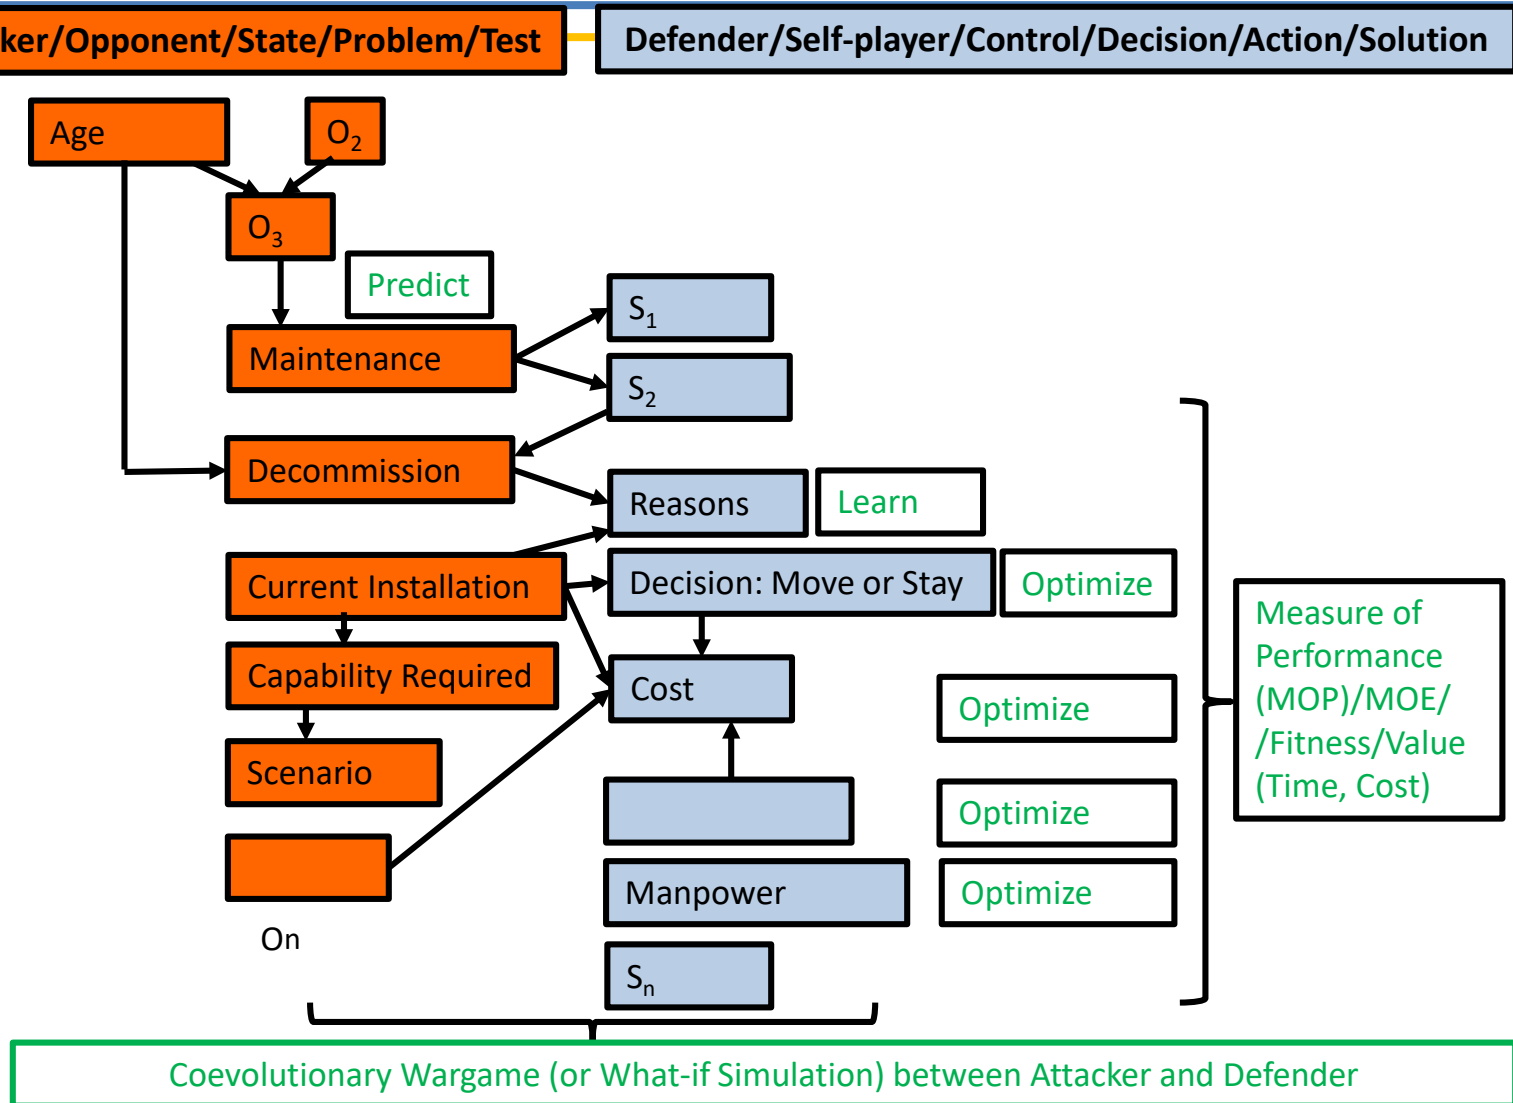 ker/Opponent/State/Problem/Test
Defender/Self-player/Control/Decision/Action/Solution
Age
O₂
O₃
Predict
S₁
Maintenance
S₂
Decommission
Reasons
Learn
Current Installation
Decision: Move or Stay
Optimize
Capability Required
Cost
Optimize
Scenario
Optimize
Manpower
Optimize
On
Sₙ
Measure of
Performance
(MOP)/MOE/
/Fitness/Value
(Time, Cost)
Coevolutionary Wargame (or What-if Simulation) between Attacker and Defender